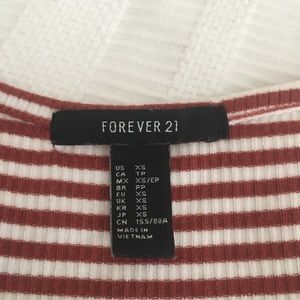 FOREVER 21
US XS
CA TP
MX XS/EP
BR PP
EU XS
UK XS
KR XS
JP XS
CN 155/88A
MADE IN
VIETNAM